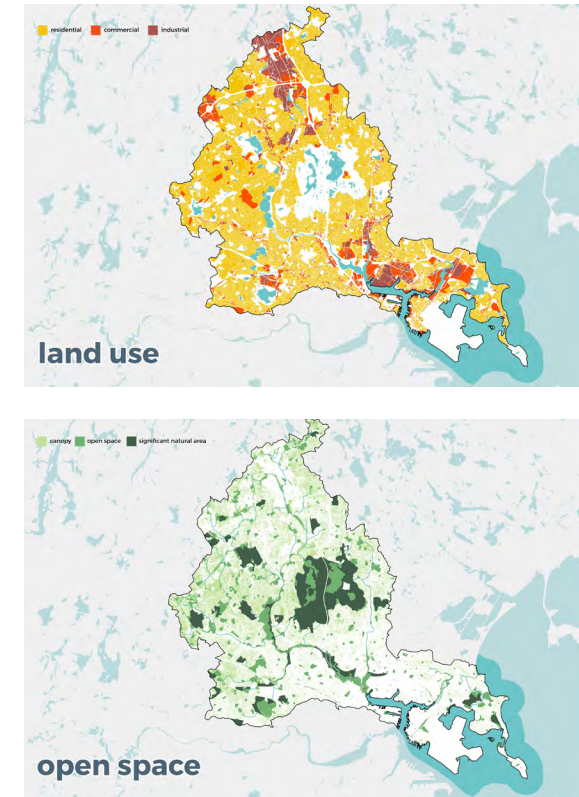 residential commercial industrial
land use
canopy open space significant natural area
open space